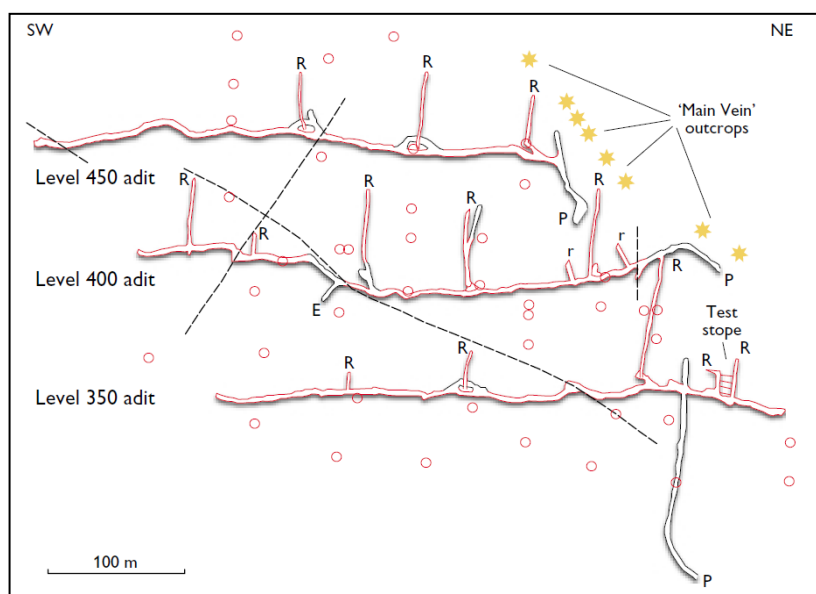 SW
NE
R
R
R
'Main Vein'
outcrops
Level 450 adit
R
R
R
R
P
R
r
r
R
P
Level 400 adit
E
Test
stope
R
R
R
R
Level 350 adit
100 m
P